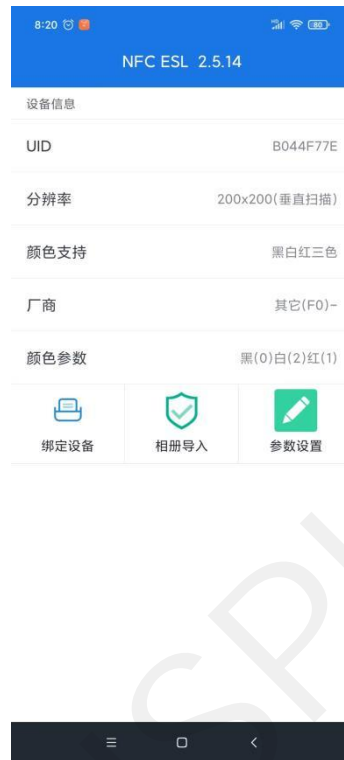 8:20 80
NFC ESL 2.5.14
设备信息
UID B044F77E
分辨率 200x200(垂直扫描)
颜色支持 黑白红三色
厂商 其它(F0)-
颜色参数 黑(0)白(2)红(1)
绑定设备 相册导入 参数设置
SP